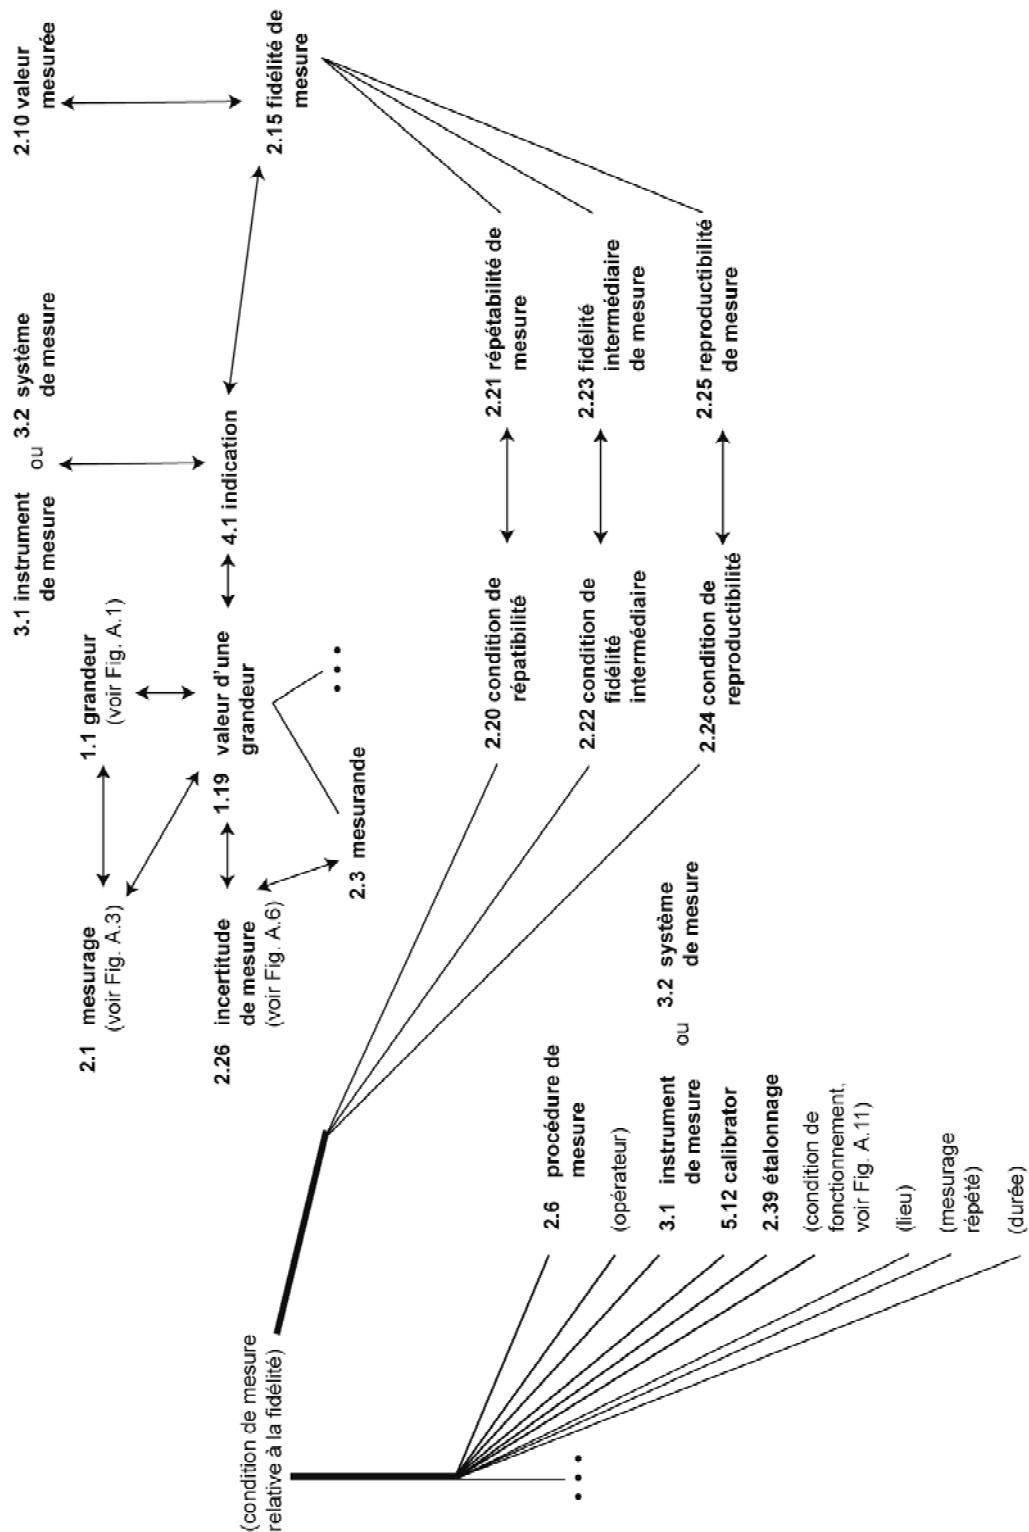 3.1 instrument
de mesure
ou
3.2 système
de mesure
2.10 valeur
mesurée
2.1 mesurage
(voir Fig. A.3)
1.1 grandeur
(voir Fig. A.1)
(condition de mesure
relative à la fidélité)
2.26 incertitude
de mesure
(voir Fig. A.6)
1.19 valeur d'une
grandeur
4.1 indication
2.15 fidélité de
mesure
• • •
2.3 mesurande
2.20 condition de
répatibilité
2.21 répétabilité de
mesure
2.22 condition de
fidélité
intermédiaire
2.23 fidélité
intermédiaire
de mesure
2.24 condition de
reproductibilité
2.25 reproductibilité
de mesure
• • •
2.6 procédure de
mesure
(opérateur)
3.1 instrument
de mesure
ou
3.2 système
de mesure
5.12 calibrator
2.39 étalonnage
(condition de
fonctionnement,
voir Fig. A.11)
(lieu)
(mesurage
répété)
(durée)